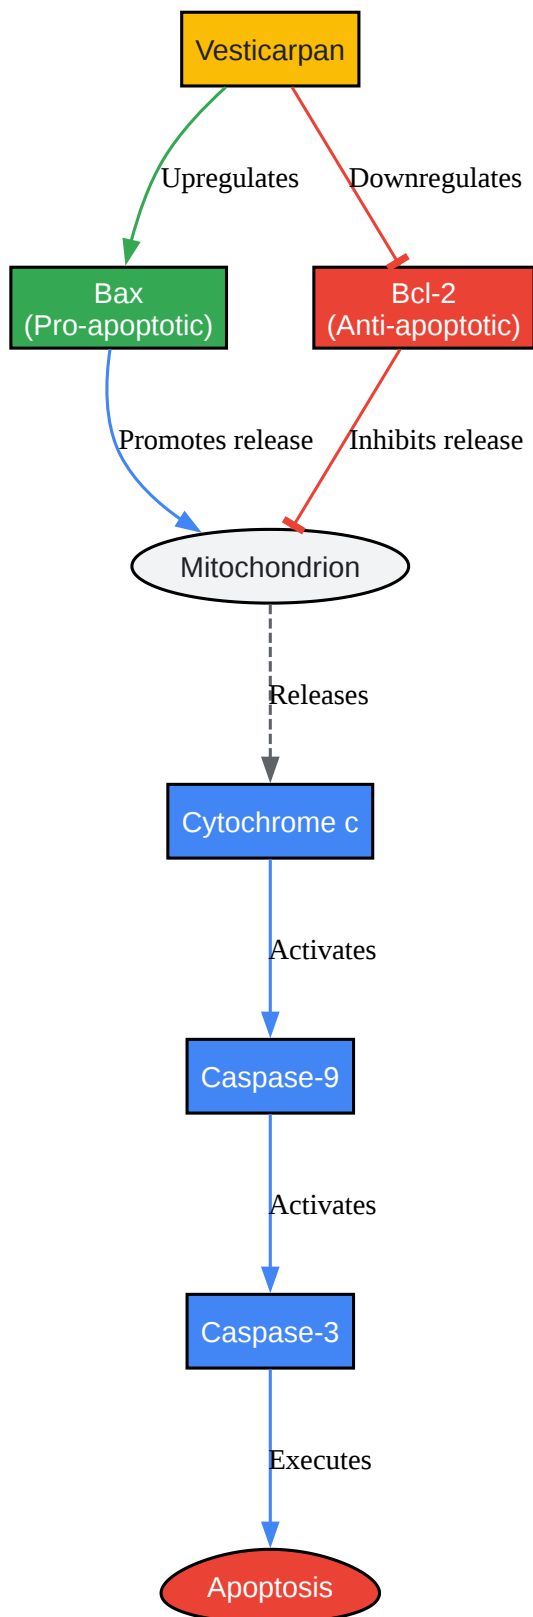 Vesticarpan
Upregulates
Downregulates
Bax
(Pro-apoptotic)
Bcl-2
(Anti-apoptotic)
Promotes release
Inhibits release
Mitochondrion
Releases
Cytochrome c
Activates
Caspase-9
Activates
Caspase-3
Executes
Apoptosis